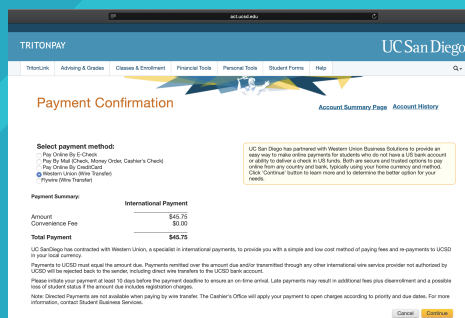 act.ucsd.edu
TRITONPAY
UC San Diego
TritonLink Advising & Grades Classes & Enrollment Financial Tools Personal Tools Student Forms Help
Payment Confirmation
Account Summary Page Account History
Select payment method:
Pay Online By E-Check
Pay By Mail (Check, Money Order, Cashier's Check)
Pay Online By CreditCard
Western Union (Wire Transfer)
Flywire (Wire Transfer)
UC San Diego has partnered with Western Union Business Solutions to provide an
easy way to make online payments for students who do not have a US bank account
or ability to deliver a check in US funds. Both are secure and trusted options to pay
online from any country and bank, typically using your home currency and method.
Click 'Continue' button to learn more and to determine the better option for your
needs.
Payment Summary:
International Payment
Amount $45.75
Convenience Fee $0.00
Total Payment $45.75
UC SanDiego has contracted with Western Union, a specialist in international payments, to provide you with a simple and low cost method of paying fees and re-payments to UCSD
in your local currency.
Payments to UCSD must equal the amount due. Payments remitted over the amount due and/or transmitted through any other international wire service provider not authorized by
UCSD will be rejected back to the sender, including direct wire transfers to the UCSD bank account.
Please initiate your payment at least 10 days before the payment deadline to ensure an on-time arrival. Late payments may result in additional fees plus disenrollment and a possible
loss of student status if the amount due includes registration charges.
Note: Directed Payments are not available when paying by wire transfer. The Cashier's Office will apply your payment to open charges according to priority and due dates. For more
information, contact Student Business Services.
Cancel Continue